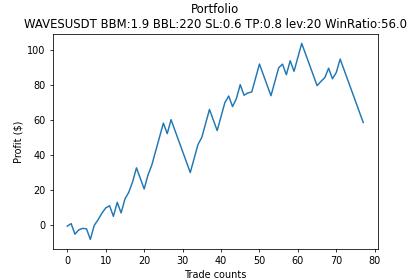 Portfolio
WAVESUSDT BBM:1.9 BBL:220 SL:0.6 TP:0.8 lev:20 WinRatio:56.0
Profit ($)
100
80
60
40
20
0
0 10 20 30 40 50 60 70 80
Trade counts